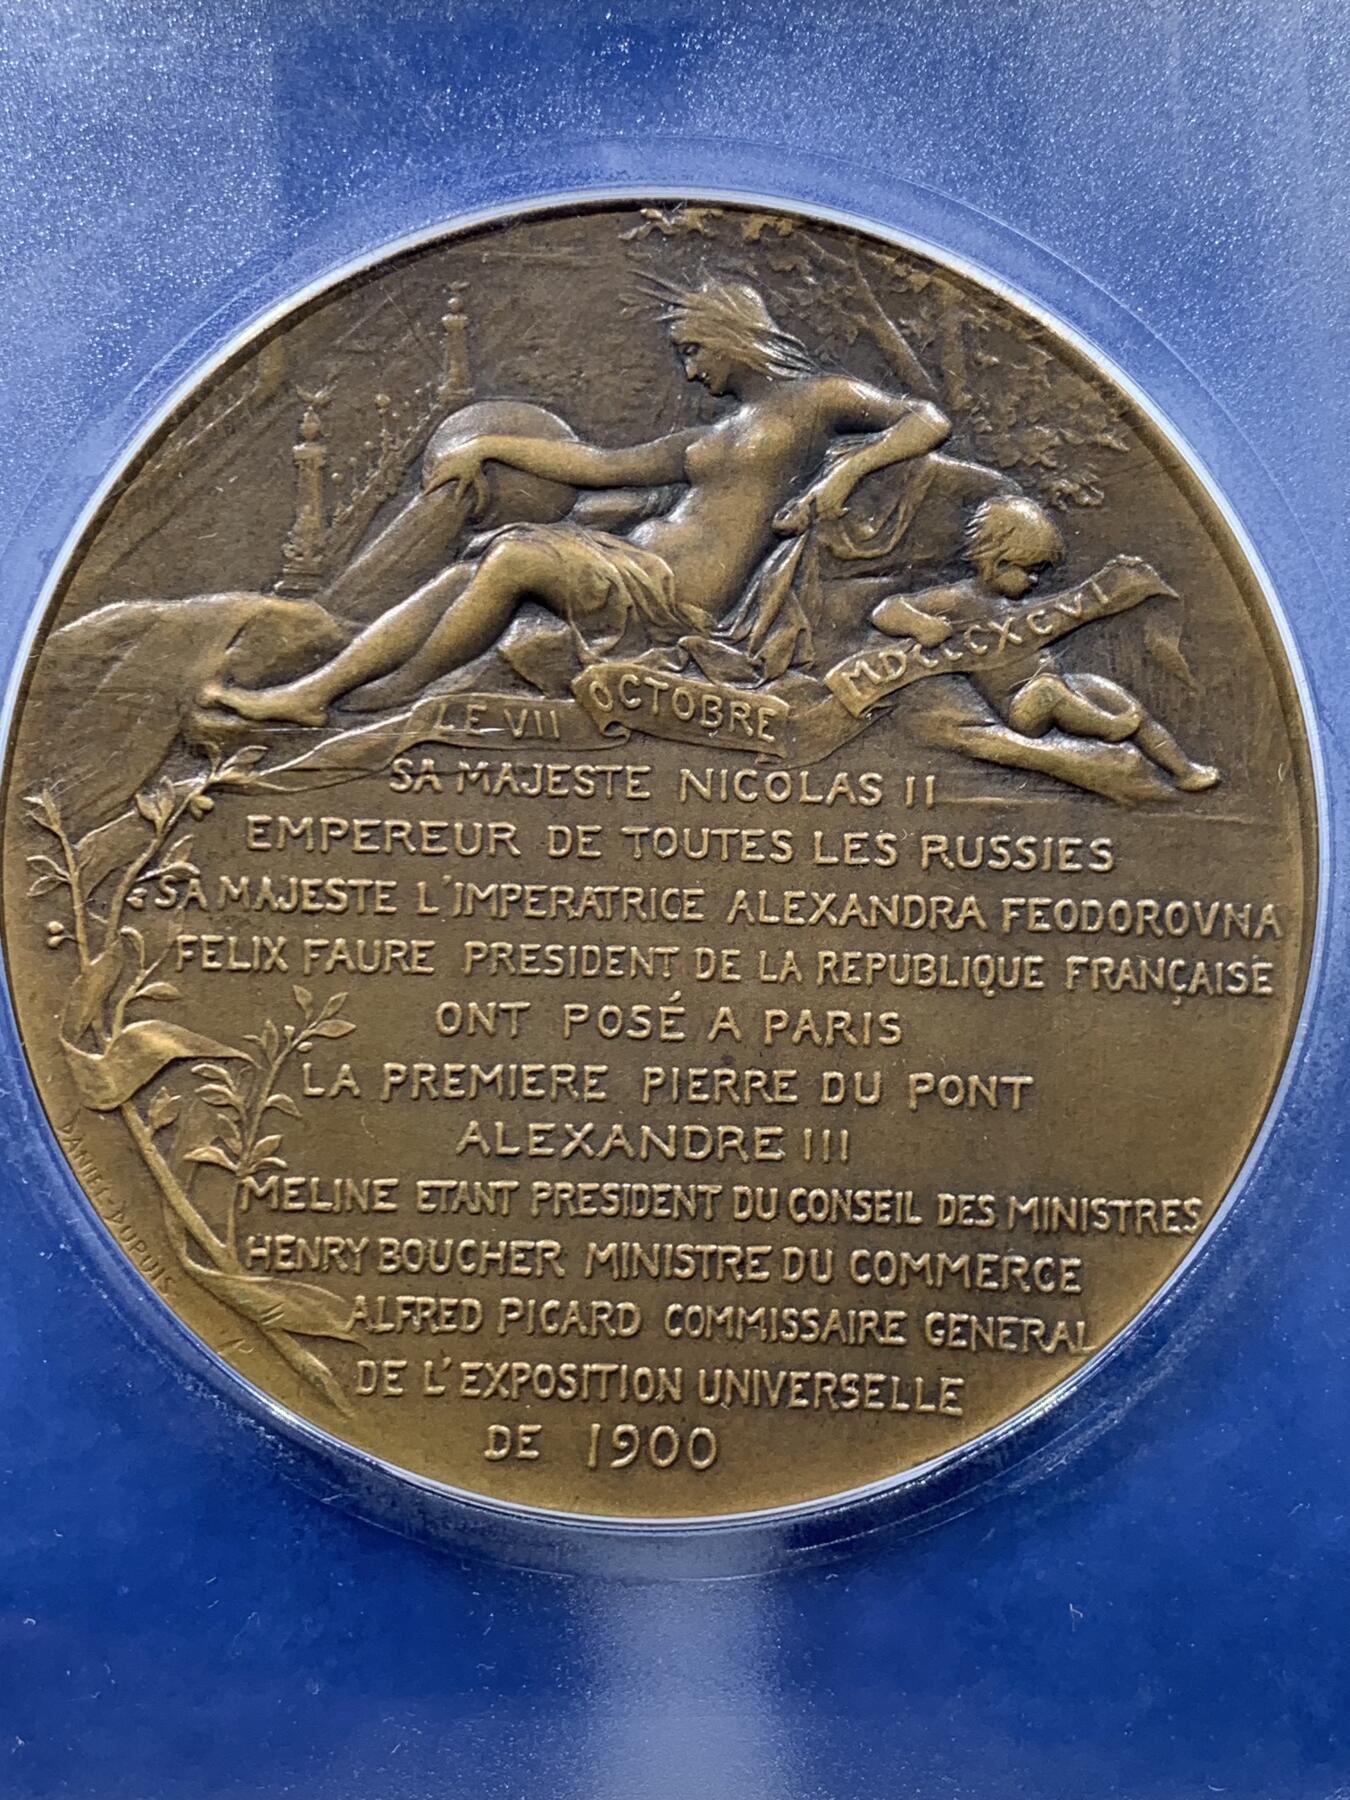 LE VII OCTOBRE MDCCCXCVI
SA MAJESTE NICOLAS II
EMPEREUR DE TOUTES LES RUSSIES
SA MAJESTE L'IMPERATRICE ALEXANDRA FEODOROVNA
FELIX FAURE PRESIDENT DE LA REPUBLIQUE FRANÇAISE
ONT POSÉ A PARIS
LA PREMIERE PIERRE DU PONT
ALEXANDRE III
MELINE ETANT PRESIDENT DU CONSEIL DES MINISTRES
HENRY BOUCHER MINISTRE DU COMMERCE
ALFRED PICARD COMMISSAIRE GENERAL
DE L'EXPOSITION UNIVERSELLE
DE 1900
DANIEL-DUPUIS